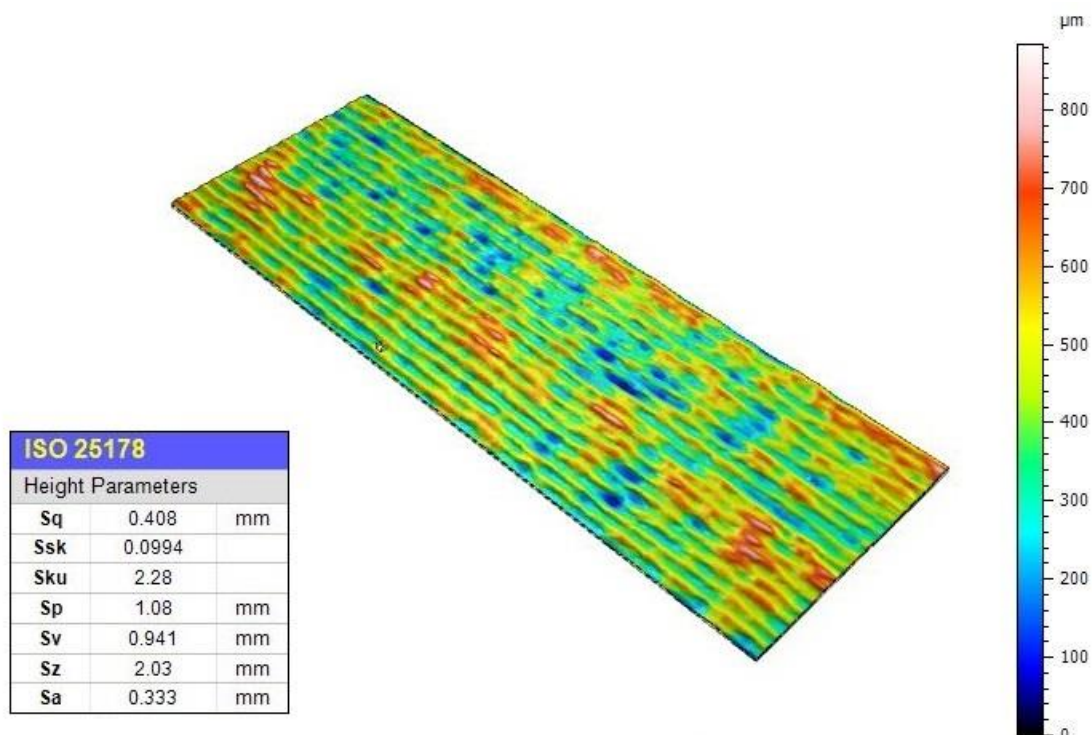 µm
800
700
600
500
400
300
200
100
0
ISO 25178
Height Parameters
Sq 0.408 mm
Ssk 0.0994
Sku 2.28
Sp 1.08 mm
Sv 0.941 mm
Sz 2.03 mm
Sa 0.333 mm